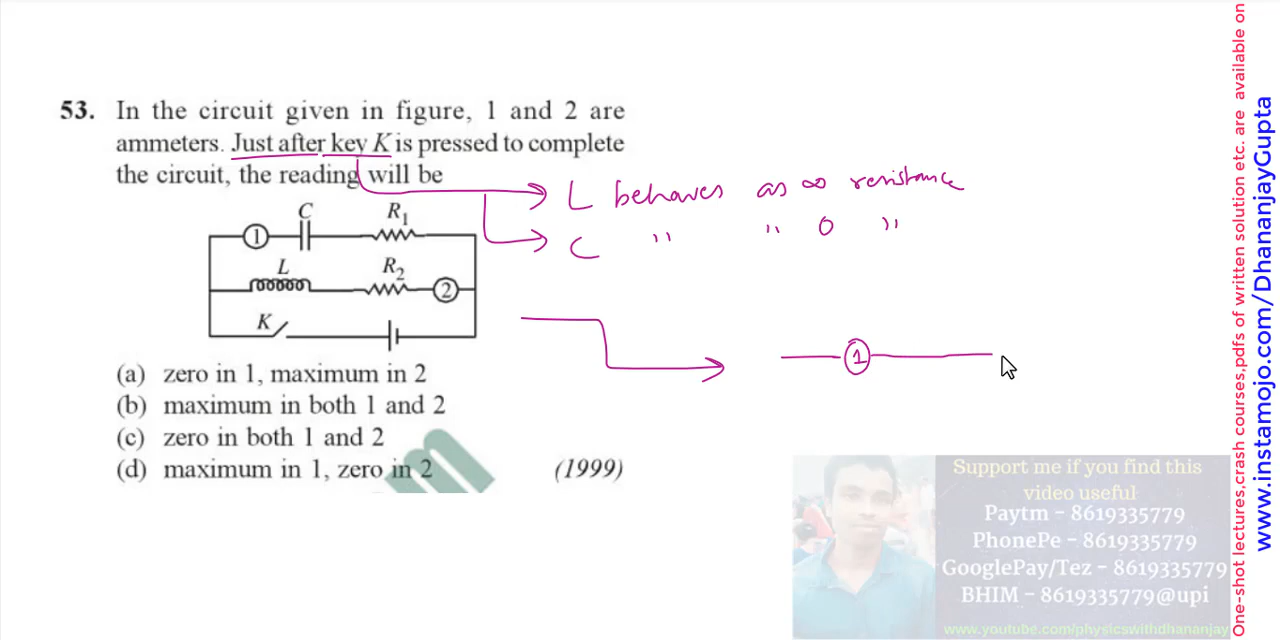 53. In the circuit given in figure, 1 and 2 are
ammeters. Just after key K is pressed to complete
the circuit, the reading will be
C R₁
1
L R₂
2
K
(a) zero in 1, maximum in 2
(b) maximum in both 1 and 2
(c) zero in both 1 and 2
(d) maximum in 1, zero in 2 (1999)
L behaves as ∞ resistance
C " " 0 "
1
Support me if you find this
video useful
Paytm - 8619335779
PhonePe - 8619335779
GooglePay/Tez - 8619335779
BHIM - 8619335779@upi
www.youtube.com/physicswithdhananjay
One-shot lectures,crash courses,pdfs of written solution etc. are available on
www.instamojo.com/DhananjayGupta